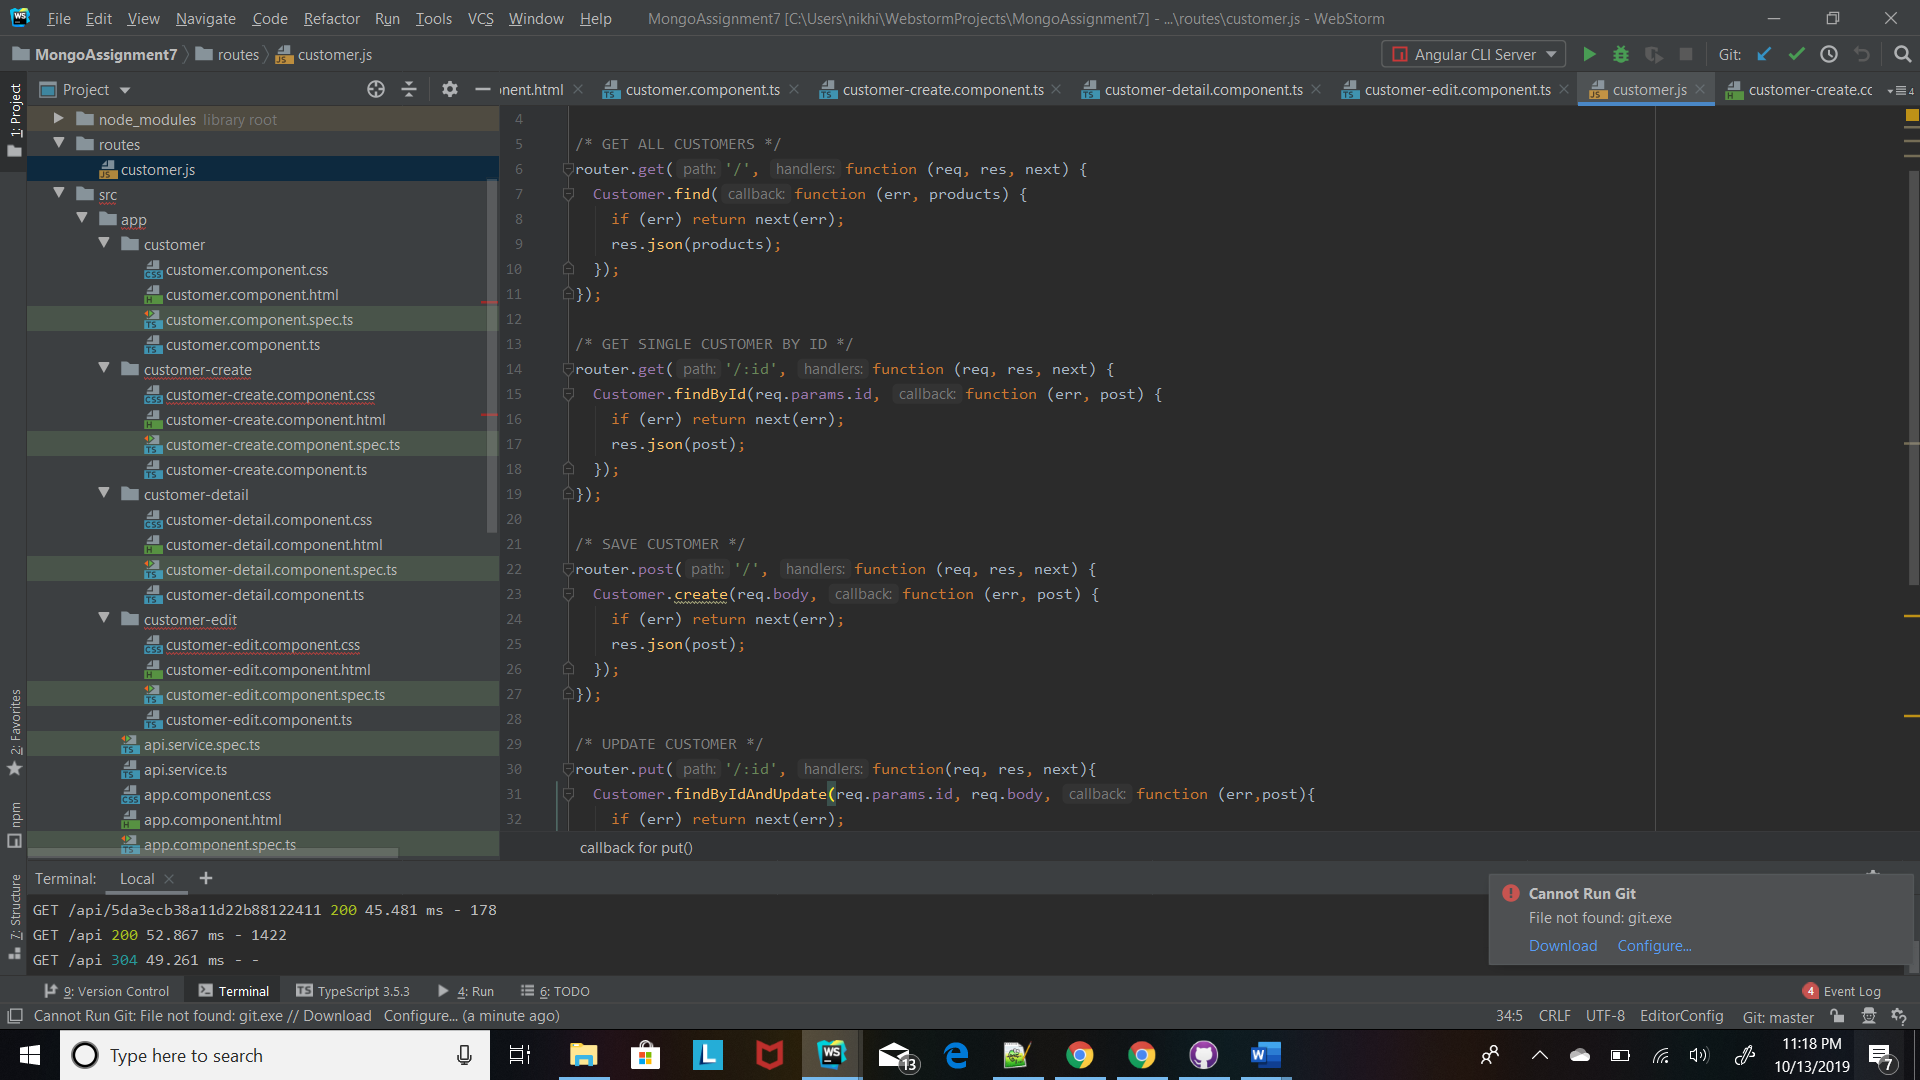 File Edit View Navigate Code Refactor Run Tools VCS Window Help MongoAssignment7 [C:\Users\nikhi\WebstormProjects\MongoAssignment7] - ...\routes\customer.js - WebStorm
MongoAssignment7 routes customer.js Angular CLI Server Git:
Project nent.html customer.component.ts customer-create.component.ts customer-detail.component.ts customer-edit.component.ts customer.js customer-create.cc 4
1: Project
2: Favorites
npm
7: Structure
node_modules library root
routes
customer.js
src
app
customer
customer.component.css
customer.component.html
customer.component.spec.ts
customer.component.ts
customer-create
customer-create.component.css
customer-create.component.html
customer-create.component.spec.ts
customer-create.component.ts
customer-detail
customer-detail.component.css
customer-detail.component.html
customer-detail.component.spec.ts
customer-detail.component.ts
customer-edit
customer-edit.component.css
customer-edit.component.html
customer-edit.component.spec.ts
customer-edit.component.ts
api.service.spec.ts
api.service.ts
app.component.css
app.component.html
app.component.spec.ts
4
5 /* GET ALL CUSTOMERS */
6 router.get( path: '/', handlers: function (req, res, next) {
7 Customer.find( callback: function (err, products) {
8 if (err) return next(err);
9 res.json(products);
10 });
11 });
12
13 /* GET SINGLE CUSTOMER BY ID */
14 router.get( path: '/:id', handlers: function (req, res, next) {
15 Customer.findById(req.params.id, callback: function (err, post) {
16 if (err) return next(err);
17 res.json(post);
18 });
19 });
20
21 /* SAVE CUSTOMER */
22 router.post( path: '/', handlers: function (req, res, next) {
23 Customer.create(req.body, callback: function (err, post) {
24 if (err) return next(err);
25 res.json(post);
26 });
27 });
28
29 /* UPDATE CUSTOMER */
30 router.put( path: '/:id', handlers: function(req, res, next){
31 Customer.findByIdAndUpdate(req.params.id, req.body, callback: function (err,post){
32 if (err) return next(err);
callback for put()
Terminal: Local
GET /api/5da3ecb38a11d22b88122411 200 45.481 ms - 178
GET /api 200 52.867 ms - 1422
GET /api 304 49.261 ms - -
Cannot Run Git
File not found: git.exe
Download Configure...
9: Version Control Terminal TypeScript 3.5.3 4: Run 6: TODO 4 Event Log
Cannot Run Git: File not found: git.exe // Download Configure... (a minute ago) 34:5 CRLF UTF-8 EditorConfig Git: master
Type here to search 13 11:18 PM
10/13/2019 7